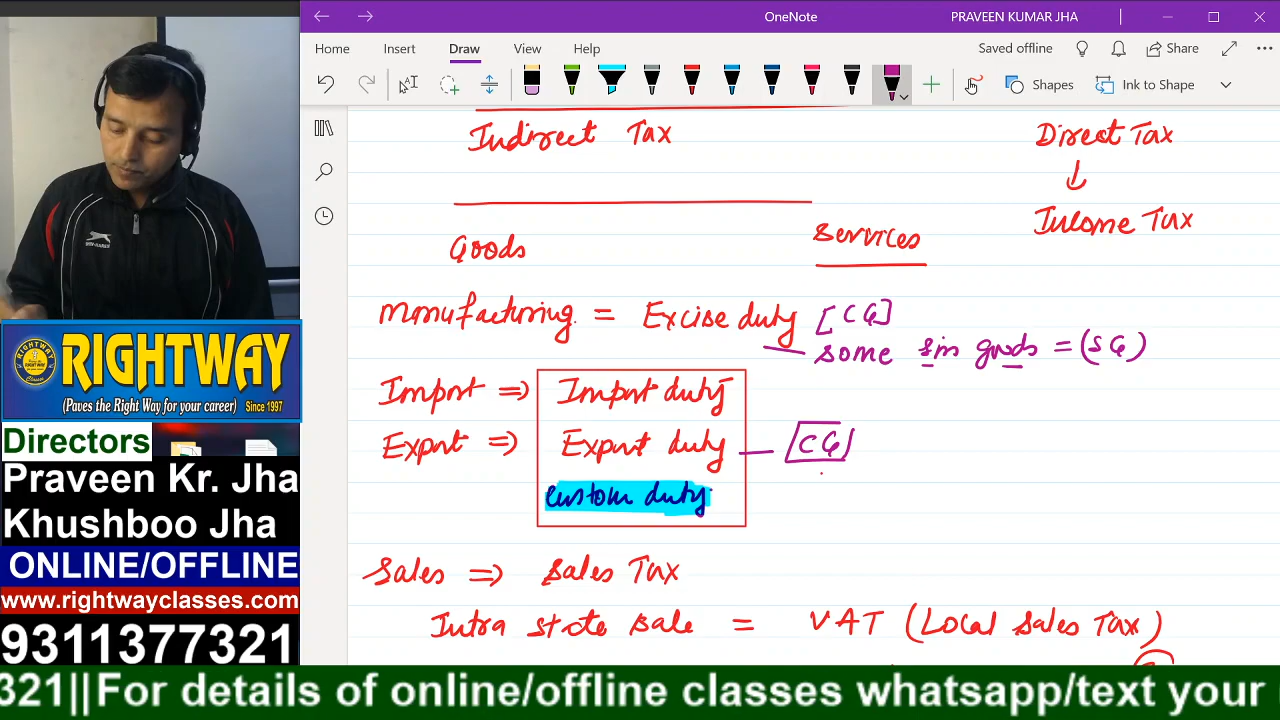 OneNote
PRAVEEN KUMAR JHA
Home Insert Draw View Help
Saved offline
Share
Shapes
Ink to Shape
Indirect Tax
Direct Tax
Income Tax
Goods
Services
Manufacturing = Excise duty [CG]
some sin goods = (SG)
Import ⇒ Import duty
Export ⇒ Export duty — [CG]
Custom duty
Sales ⇒ Sales Tax
Intra state sale = VAT (Local Sales Tax)
RIGHTWAY
(Paves the Right Way for your career) Since 1997
Directors
Praveen Kr. Jha
Khushboo Jha
ONLINE/OFFLINE
www.rightwayclasses.com
9311377321
321||For details of online/offline classes whatsapp/text your